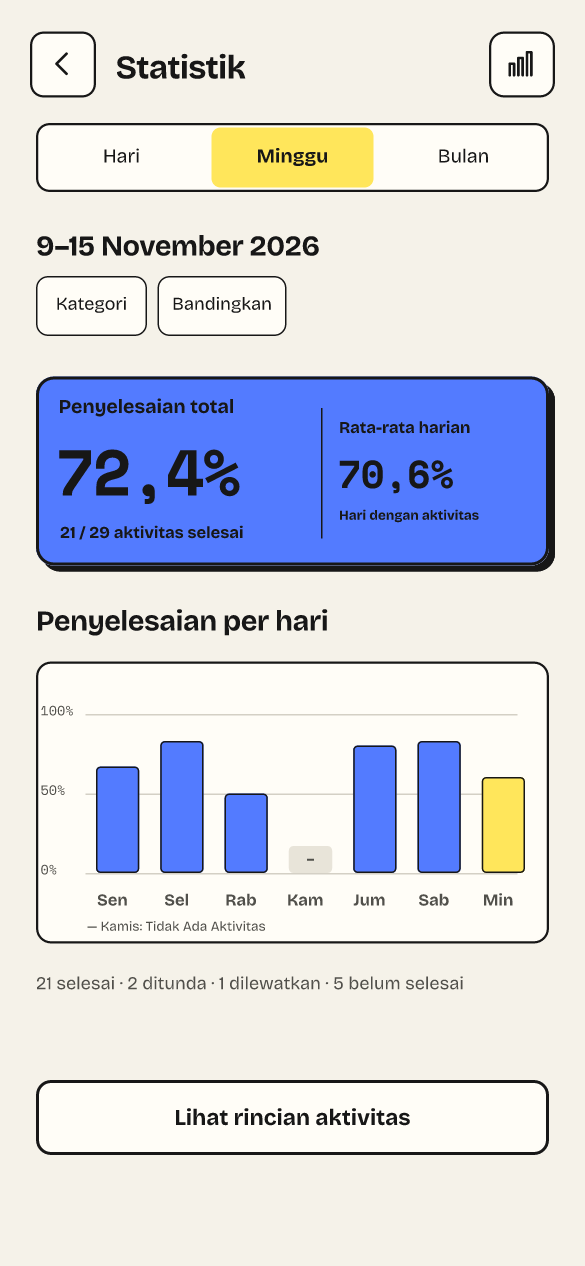 Statistik
Hari Minggu Bulan
9–15 November 2026
Kategori Bandingkan
Penyelesaian total
72,4%
21 / 29 aktivitas selesai
Rata-rata harian
70,6%
Hari dengan aktivitas
Penyelesaian per hari
100%
50%
0%
–
Sen Sel Rab Kam Jum Sab Min
— Kamis: Tidak Ada Aktivitas
21 selesai · 2 ditunda · 1 dilewatkan · 5 belum selesai
Lihat rincian aktivitas